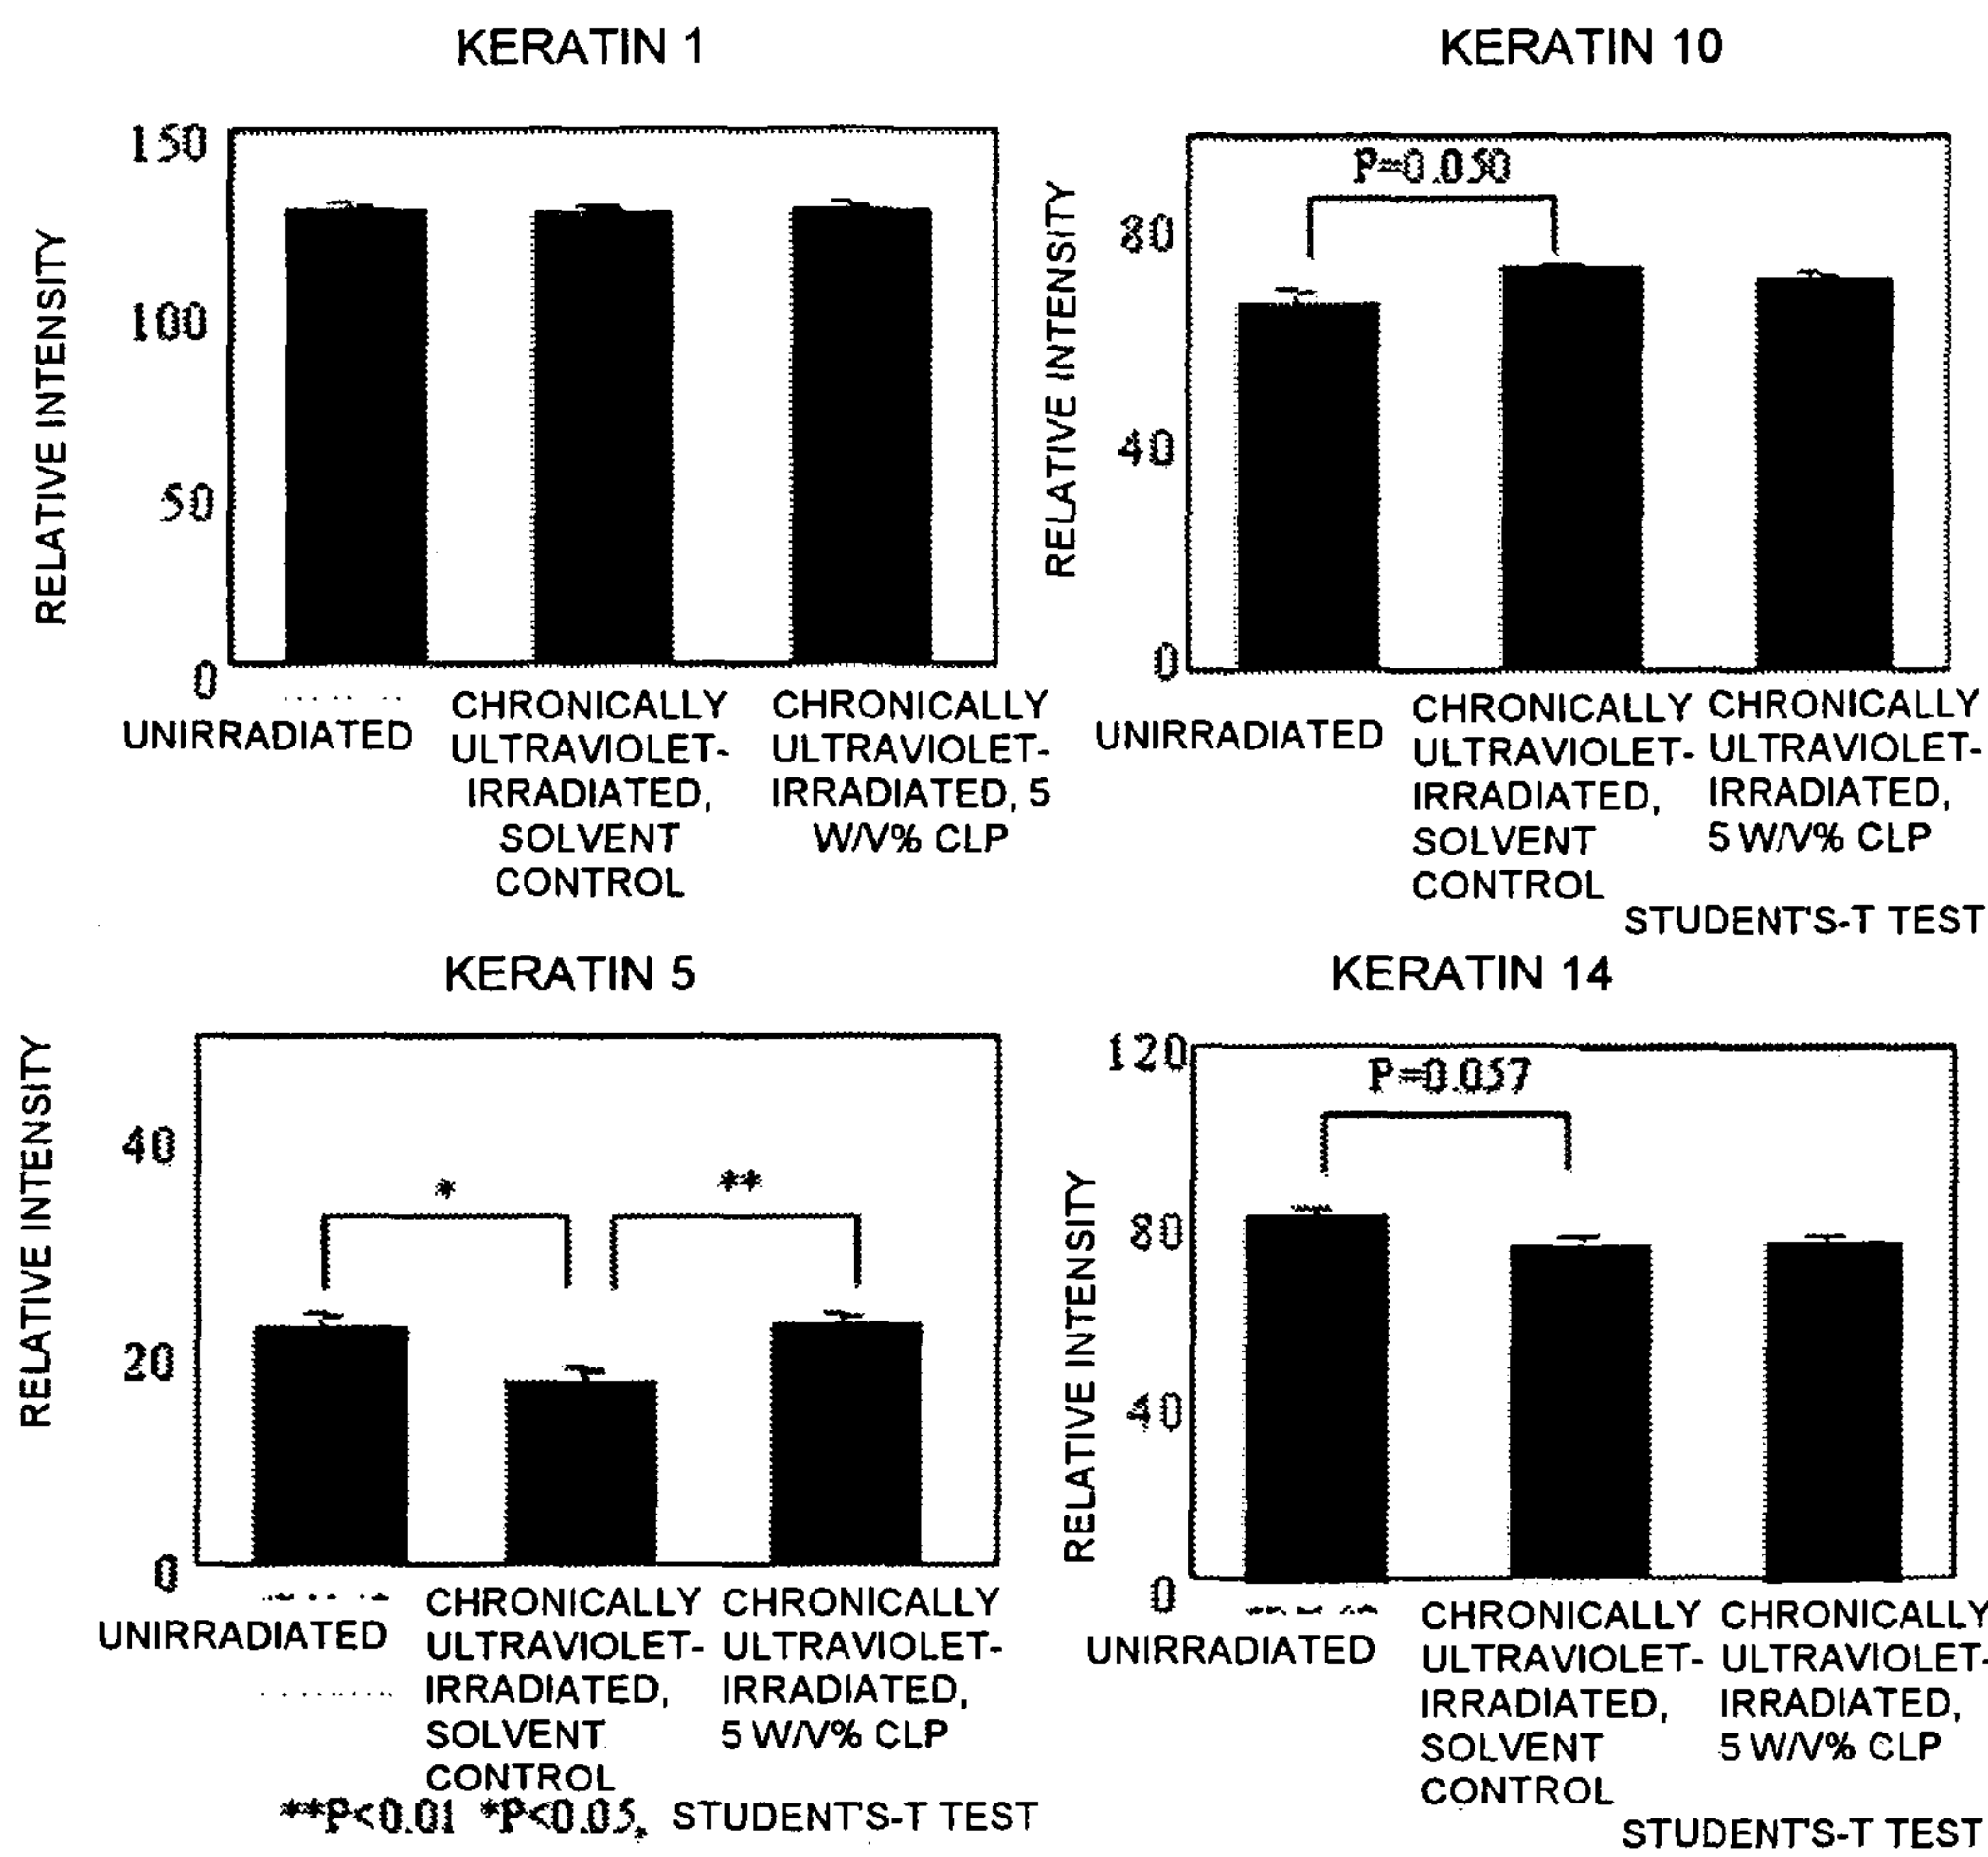 KERATIN 1
RELATIVE INTENSITY
150
100
50
0
UNIRRADIATED
CHRONICALLY
ULTRAVIOLET-
IRRADIATED,
SOLVENT
CONTROL
CHRONICALLY
ULTRAVIOLET-
IRRADIATED, 5
W/V% CLP
KERATIN 10
RELATIVE INTENSITY
P=0.050
80
40
0
UNIRRADIATED
CHRONICALLY
ULTRAVIOLET-
IRRADIATED,
SOLVENT
CONTROL
CHRONICALLY
ULTRAVIOLET-
IRRADIATED,
5 W/V% CLP
STUDENT'S-T TEST
KERATIN 5
RELATIVE INTENSITY
40
20
0
*
**
UNIRRADIATED
CHRONICALLY
ULTRAVIOLET-
IRRADIATED,
SOLVENT
CONTROL
CHRONICALLY
ULTRAVIOLET-
IRRADIATED,
5 W/V% CLP
**P<0.01 *P<0.05, STUDENT'S-T TEST
KERATIN 14
RELATIVE INTENSITY
120
P=0.057
80
40
0
UNIRRADIATED
CHRONICALLY
ULTRAVIOLET-
IRRADIATED,
SOLVENT
CONTROL
CHRONICALLY
ULTRAVIOLET-
IRRADIATED,
5 W/V% CLP
STUDENT'S-T TEST